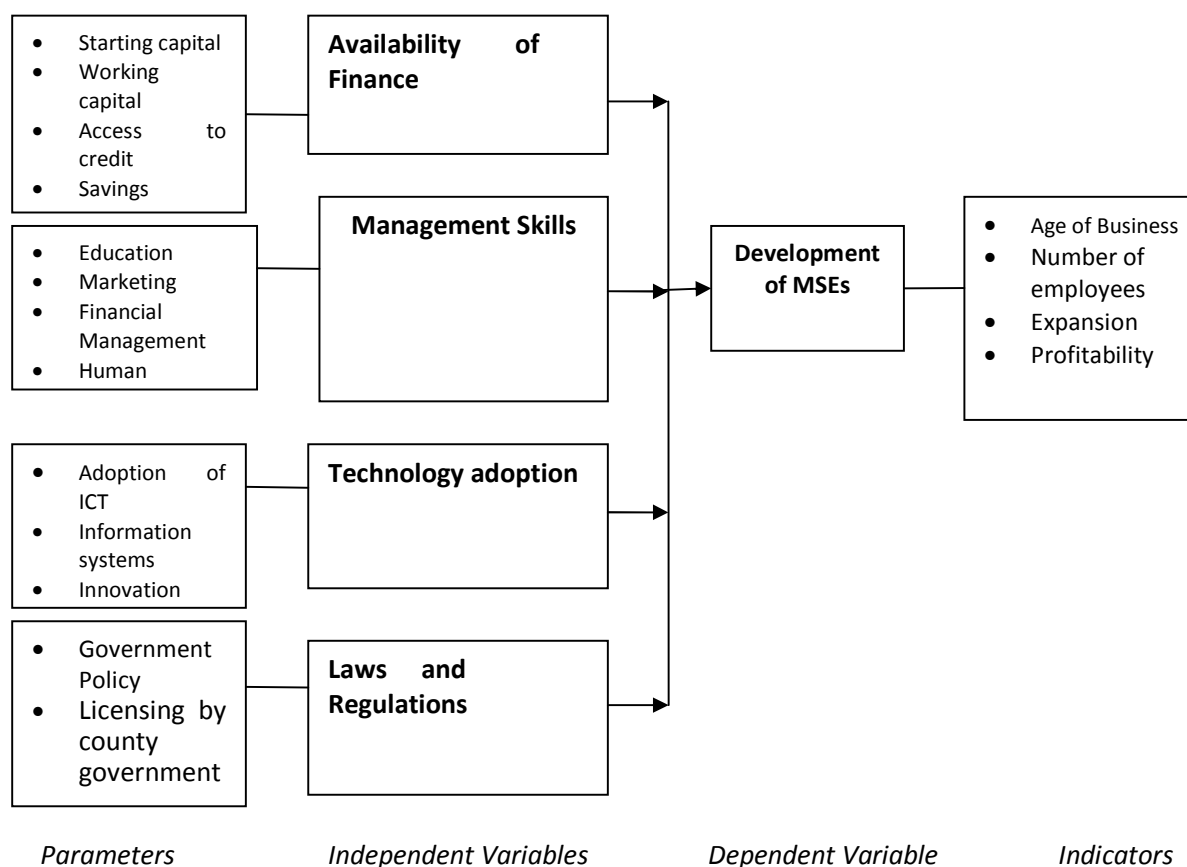 • Starting capital
• Working
capital
• Access to
credit
• Savings
Availability of
Finance
• Education
• Marketing
• Financial
Management
• Human
Management Skills
• Adoption of
ICT
• Information
systems
• Innovation
Technology adoption
• Government
Policy
• Licensing by
county
government
Laws and
Regulations
Development
of MSEs
• Age of Business
• Number of
employees
• Expansion
• Profitability
Parameters
Independent Variables
Dependent Variable
Indicators